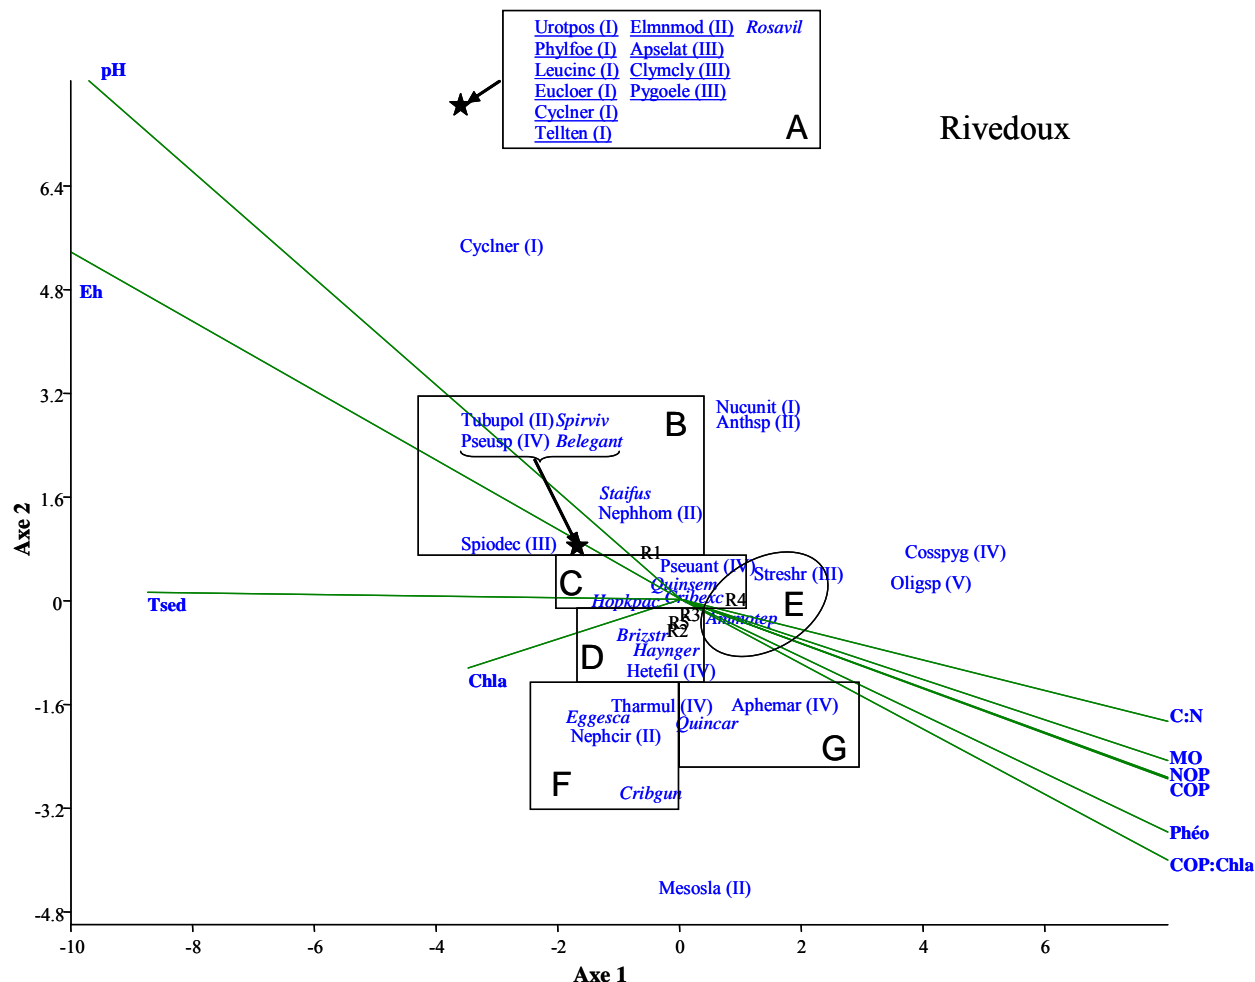 Urotpos (I) Elmnmod (II) Rosavil
Phylfoe (I) Apselat (III)
Leucinc (I) Clymcly (III)
Eucloer (I) Pygoele (III)
Cyclner (I)
Tellten (I)
A
pH
Rivedoux
6.4
Cyclner (I)
4.8
Eh
3.2
Tubupol (II) Spirviv
B
Nucunit (I)
Anthsp (II)
Pseusp (IV) Belegant
1.6
Staifus
Nephhom (II)
Axe 2
Spiodec (III)
R1
Cosspyg (IV)
Pseuant (IV)
Streshr (III)
C
Quinsem
Oligsp (V)
0
Tsed
Hopkpac
Cribexc
R4
E
R3
Ammotep
R5
R2
Brizstr
Haynger
D
Hetefil (IV)
Chla
-1.6
Tharmul (IV)
Aphemar (IV)
C:N
Eggesca
Quincar
Nephcir (II)
G
MO
NOP
COP
F
Cribgun
-3.2
Phéo
COP:Chla
Mesosla (II)
-4.8
-10 -8 -6 -4 -2 0 2 4 6
Axe 1